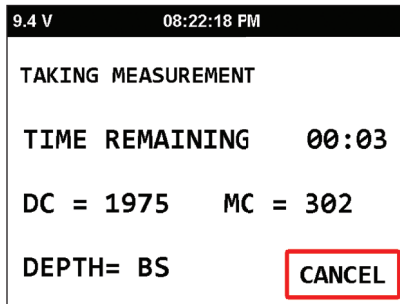 9.4 V 08:22:18 PM
TAKING MEASUREMENT
TIME REMAINING 00:03
DC = 1975 MC = 302
DEPTH= BS
CANCEL